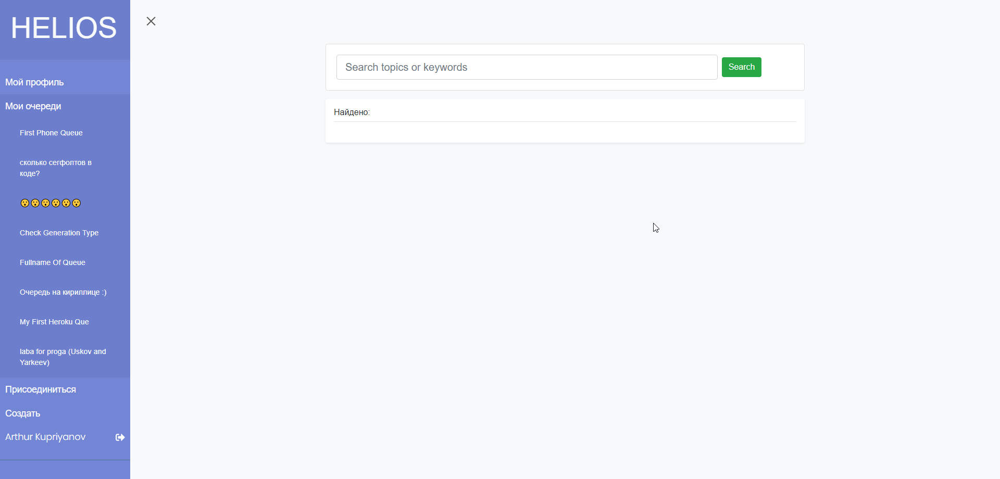 HELIOS
Мой профиль
Мои очереди
First Phone Queue
сколько сегфолтов в
коде?
😮😮😮😮😮😮
Check Generation Type
Fullname Of Queue
Очередь на кириллице :)
My First Heroku Que
laba for proga (Uskov and
Yarkeev)
Присоединиться
Создать
Arthur Kupriyanov
Search topics or keywords
Search
Найдено: